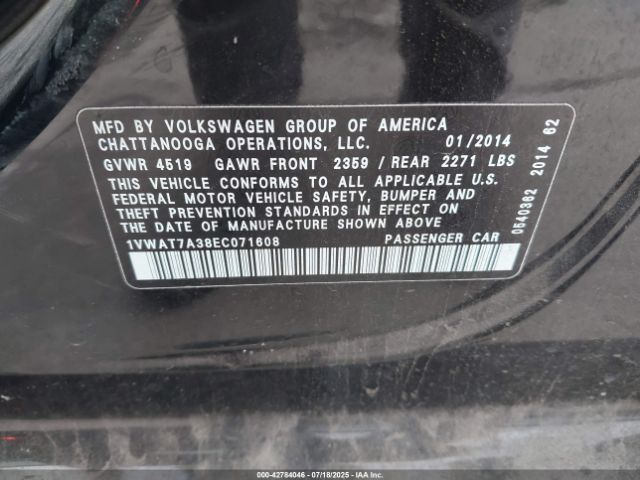 MFD BY VOLKSWAGEN GROUP OF AMERICA
CHATTANOOGA OPERATIONS, LLC. 01/2014
GVWR 4519 GAWR FRONT 2359 / REAR 2271 LBS
THIS VEHICLE CONFORMS TO ALL APPLICABLE U.S.
FEDERAL MOTOR VEHICLE SAFETY, BUMPER AND
THEFT PREVENTION STANDARDS IN EFFECT ON
THE DATE OF MANUFACTURE SHOWN ABOVE
1VWAT7A38EC071608 PASSENGER CAR
0540362 2014 62
000-42784046 - 07/18/2025 - IAA Inc.